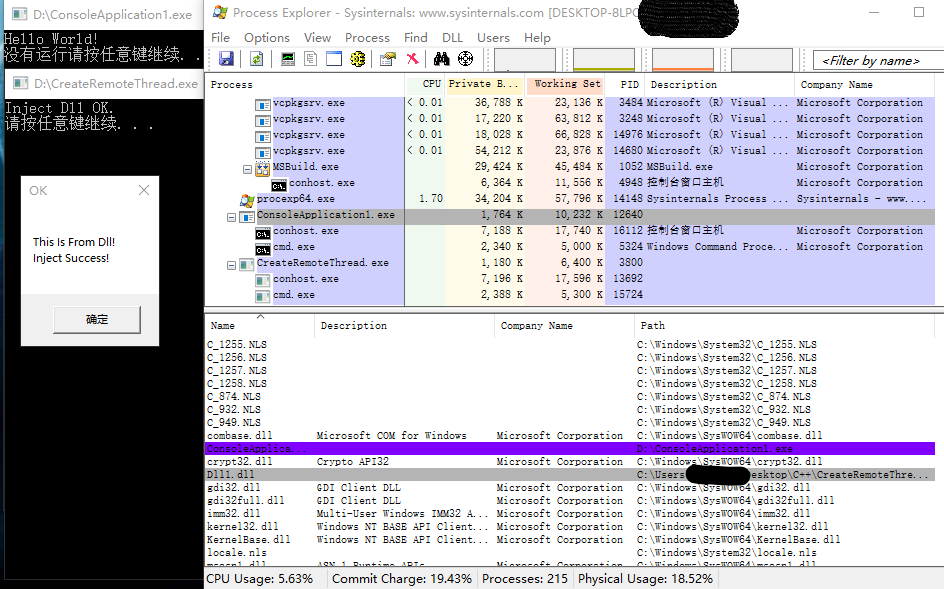 D:\ConsoleApplication1.exe
Hello World!
没有运行请按任意键继续. .
D:\CreateRemoteThread.exe
Inject Dll OK.
请按任意键继续. . .
OK
This Is From Dll!
Inject Success!
确定
Process Explorer - Sysinternals: www.sysinternals.com [DESKTOP-8LPC
File Options View Process Find DLL Users Help
<Filter by name>
Process CPU Private B... Working Set PID Description Company Name
vcpkgsrv.exe < 0.01 36,788 K 23,136 K 3484 Microsoft (R) Visual ... Microsoft Corporation
vcpkgsrv.exe < 0.01 17,220 K 63,812 K 3248 Microsoft (R) Visual ... Microsoft Corporation
vcpkgsrv.exe < 0.01 18,028 K 66,828 K 14976 Microsoft (R) Visual ... Microsoft Corporation
vcpkgsrv.exe < 0.01 54,212 K 23,876 K 14680 Microsoft (R) Visual ... Microsoft Corporation
MSBuild.exe 29,424 K 45,484 K 1052 MSBuild.exe Microsoft Corporation
conhost.exe 6,364 K 11,556 K 4948 控制台窗口主机 Microsoft Corporation
procexp64.exe 1.70 34,204 K 57,796 K 14148 Sysinternals Process ... Sysinternals - www....
ConsoleApplication1.exe 1,764 K 10,232 K 12640
conhost.exe 7,188 K 17,740 K 16112 控制台窗口主机 Microsoft Corporation
cmd.exe 2,340 K 5,000 K 5324 Windows Command Proce... Microsoft Corporation
CreateRemoteThread.exe 1,180 K 6,400 K 3800
conhost.exe 7,196 K 17,596 K 13692
cmd.exe 2,388 K 5,300 K 15724
Name Description Company Name Path
C_1255.NLS C:\Windows\System32\C_1255.NLS
C_1256.NLS C:\Windows\System32\C_1256.NLS
C_1257.NLS C:\Windows\System32\C_1257.NLS
C_1258.NLS C:\Windows\System32\C_1258.NLS
C_874.NLS C:\Windows\System32\C_874.NLS
C_932.NLS C:\Windows\System32\C_932.NLS
C_949.NLS C:\Windows\System32\C_949.NLS
combase.dll Microsoft COM for Windows Microsoft Corporation C:\Windows\SysWOW64\combase.dll
ConsoleApplica... D:\ConsoleApplication1.exe
crypt32.dll Crypto API32 Microsoft Corporation C:\Windows\SysWOW64\crypt32.dll
Dll1.dll C:\Users esktop\C++\CreateRemoteThre...
gdi32.dll GDI Client DLL Microsoft Corporation C:\Windows\SysWOW64\gdi32.dll
gdi32full.dll GDI Client DLL Microsoft Corporation C:\Windows\SysWOW64\gdi32full.dll
imm32.dll Multi-User Windows IMM32 A... Microsoft Corporation C:\Windows\SysWOW64\imm32.dll
kernel32.dll Windows NT BASE API Client... Microsoft Corporation C:\Windows\SysWOW64\kernel32.dll
KernelBase.dll Windows NT BASE API Client... Microsoft Corporation C:\Windows\SysWOW64\KernelBase.dll
locale.nls C:\Windows\System32\locale.nls
msasn1.dll ASN.1 Runtime APIs Microsoft Corporation C:\Windows\SysWOW64\msasn1.dll
CPU Usage: 5.63% Commit Charge: 19.43% Processes: 215 Physical Usage: 18.52%